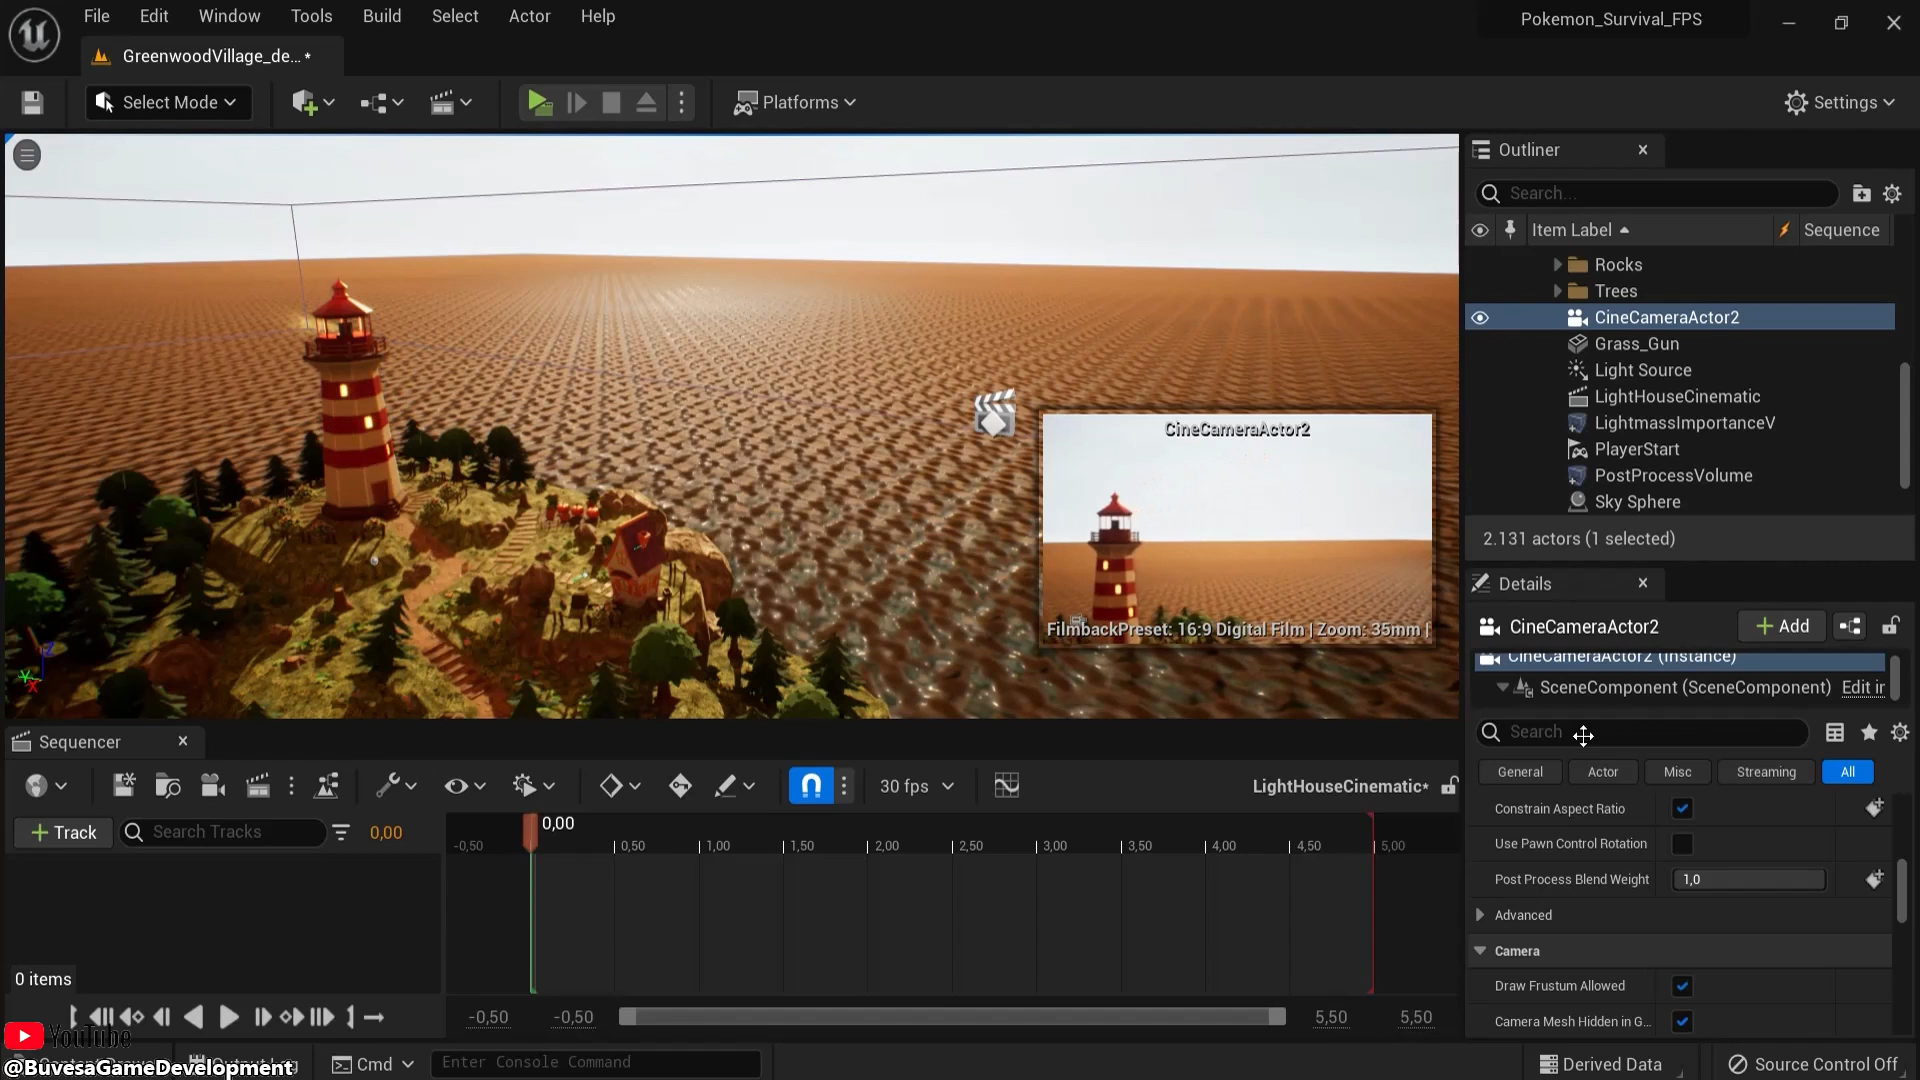 File Edit Window Tools Build Select Actor Help
Pokemon_Survival_FPS
GreenwoodVillage_de... *
Select Mode
Platforms
Settings
Outliner
Search...
Item Label
Sequence
Rocks
Trees
CineCameraActor2
Grass_Gun
Light Source
LightHouseCinematic
LightmassImportanceV
PlayerStart
PostProcessVolume
Sky Sphere
2.131 actors (1 selected)
CineCameraActor2
FilmbackPreset: 16:9 Digital Film | Zoom: 35mm |
Z
Y
X
Details
CineCameraActor2
Add
CineCameraActor2 (Instance)
SceneComponent (SceneComponent) Edit in
Search
General Actor Misc Streaming All
Constrain Aspect Ratio
Use Pawn Control Rotation
Post Process Blend Weight 1,0
Advanced
Camera
Draw Frustum Allowed
Camera Mesh Hidden in G...
Sequencer
30 fps
LightHouseCinematic*
Track
Search Tracks
0,00
0,00
-0,50 0,50 1,00 1,50 2,00 2,50 3,00 3,50 4,00 4,50 5,00
0 items
-0,50 -0,50 5,50 5,50
YouTube
@BuvesaGameDevelopment
Cmd
Enter Console Command
Derived Data
Source Control Off